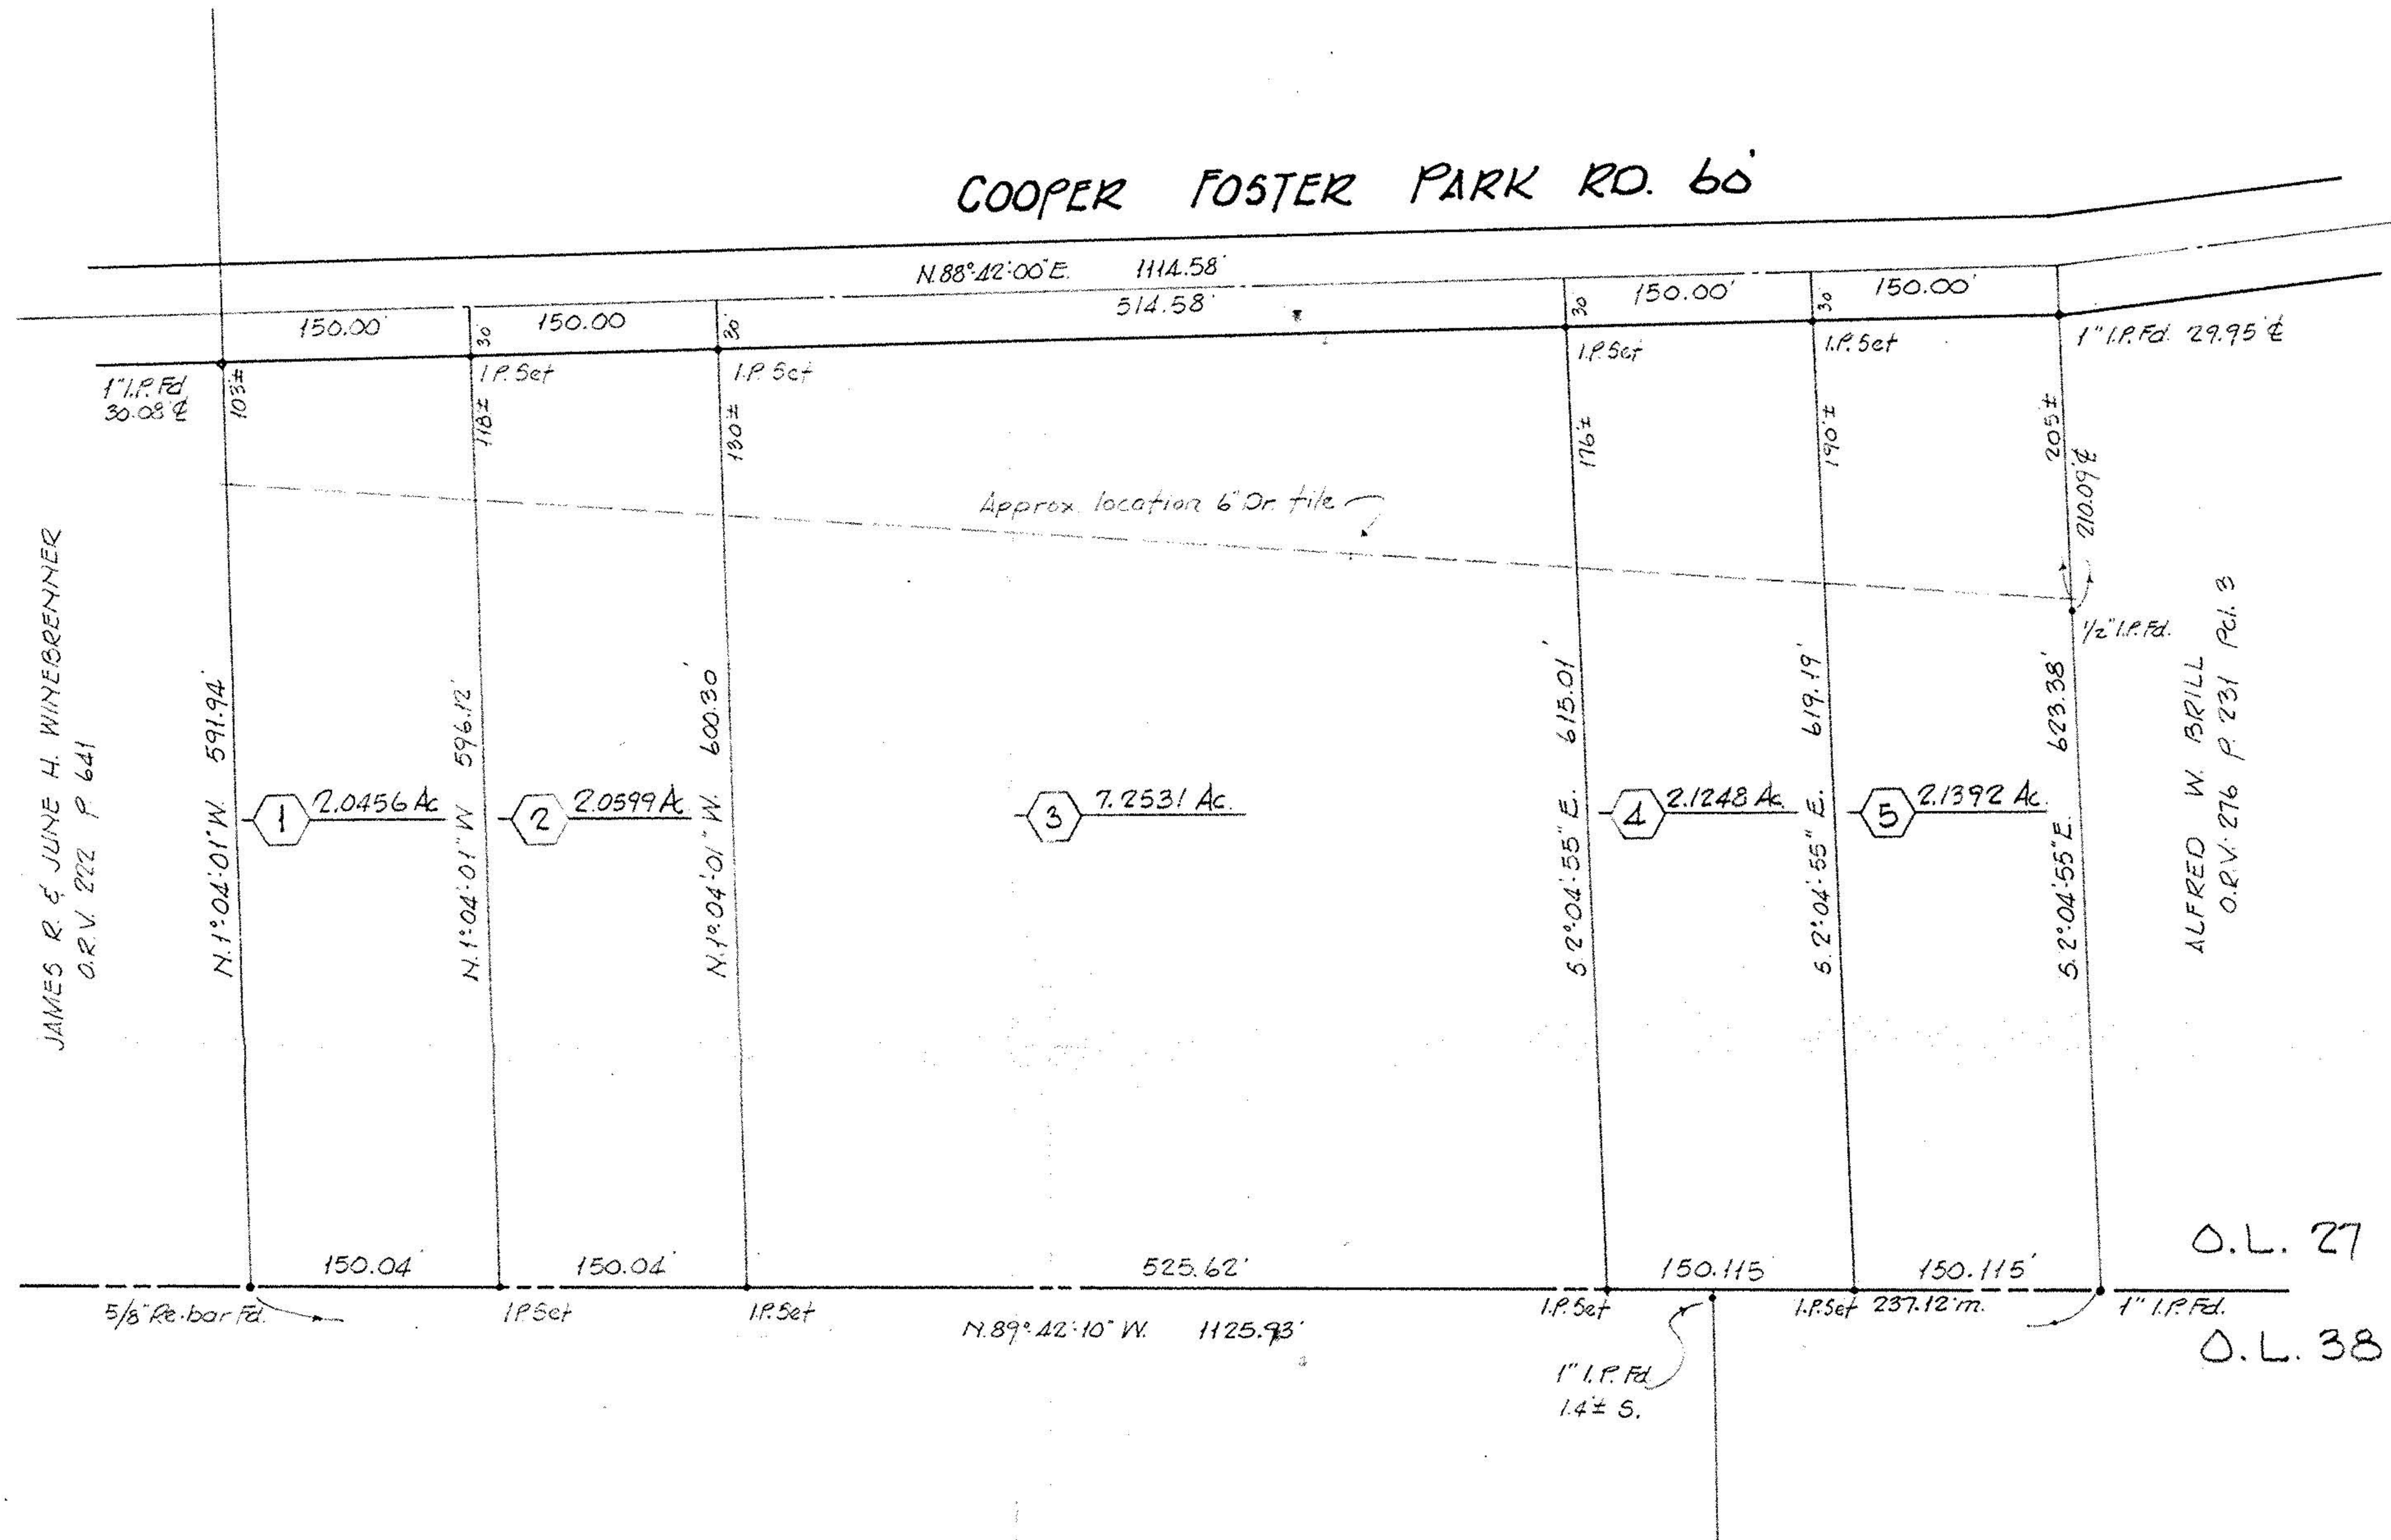 COOPER FOSTER PARK RD. 60'
N.88°-42'-00"E. 1114.58'
150.00'
30'
150.00
30'
514.58'
30'
150.00'
30'
150.00'
1" I.P. Fd.
30.08' ℄
103'±
I.P. Set
118'±
I.P. Set
130'±
I.P. Set
176'±
I.P. Set
190'±
1" I.P. Fd. 29.95' ℄
205'±
210.09' ℄
Approx. location 6" Dr. tile
1/2" I.P. Fd.
JAMES R. & JUNE H. WINEBRENNER
O.R.V. 222 P. 641
N.1°-04'-01"W. 591.94'
1 2.0456 Ac.
N.1°-04'-01"W 596.12'
2 2.0599 Ac.
N.1°-04'-01"W. 600.30'
3 7.2531 Ac.
S.2°-04'-55"E. 615.01'
4 2.1248 Ac.
S.2°-04'-55"E. 619.19'
5 2.1392 Ac.
S.2°-04'-55"E. 623.38'
ALFRED W. BRILL
O.R.V. 276 P. 231 Pcl. 3
O.L. 27
150.04'
150.04'
525.62'
150.115
150.115'
5/8" Re-bar Fd.
I.P. Set
I.P. Set
I.P. Set
I.P. Set
237.12' m.
1" I.P. Fd.
N.89°-42'-10"W. 1125.93'
O.L. 38
1" I.P. Fd.
1.4'± S.